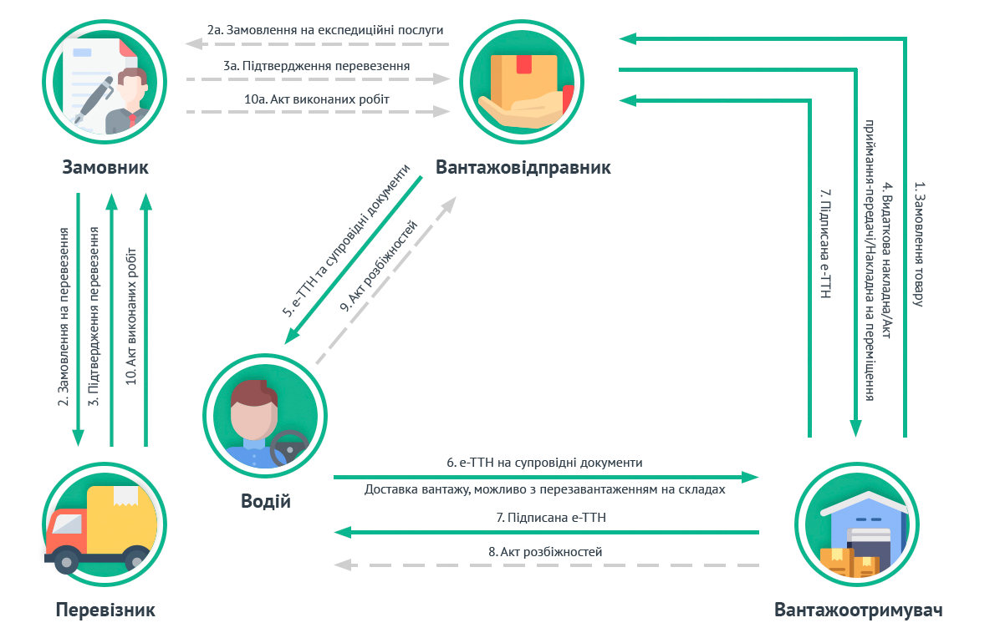 2а. Замовлення на експедиційні послуги
3а. Підтвердження перевезення
10а. Акт виконаних робіт
Замовник
Вантажовідправник
1. Замовлення товару
4. Видаткова накладна/Акт
приймання-передачі/Накладна на переміщення
7. Підписана е-ТТН
5. е-ТТН та супровідні документи
9. Акт розбіжностей
2. Замовлення на перевезення
3. Підтвердження перевезення
10. Акт виконаних робіт
Водій
6. е-ТТН на супровідні документи
Доставка вантажу, можливо з перезавантаженням на складах
7. Підписана е-ТТН
8. Акт розбіжностей
Перевізник
Вантажоотримувач